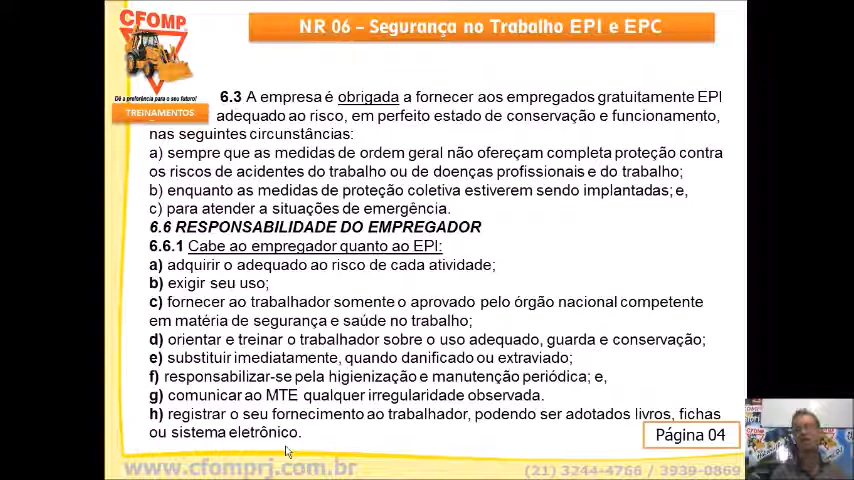 CFOMP
Dê a preferência para o seu futuro!
TREINAMENTOS
NR 06 – Segurança no Trabalho EPI e EPC
6.3 A empresa é obrigada a fornecer aos empregados gratuitamente EPI
adequado ao risco, em perfeito estado de conservação e funcionamento,
nas seguintes circunstâncias:
a) sempre que as medidas de ordem geral não ofereçam completa proteção contra
os riscos de acidentes do trabalho ou de doenças profissionais e do trabalho;
b) enquanto as medidas de proteção coletiva estiverem sendo implantadas; e,
c) para atender a situações de emergência.
6.6 RESPONSABILIDADE DO EMPREGADOR
6.6.1 Cabe ao empregador quanto ao EPI:
a) adquirir o adequado ao risco de cada atividade;
b) exigir seu uso;
c) fornecer ao trabalhador somente o aprovado pelo órgão nacional competente
em matéria de segurança e saúde no trabalho;
d) orientar e treinar o trabalhador sobre o uso adequado, guarda e conservação;
e) substituir imediatamente, quando danificado ou extraviado;
f) responsabilizar-se pela higienização e manutenção periódica; e,
g) comunicar ao MTE qualquer irregularidade observada.
h) registrar o seu fornecimento ao trabalhador, podendo ser adotados livros, fichas
ou sistema eletrônico.
Página 04
www.cfomprj.com.br
(21) 3244-4766 / 3939-0869